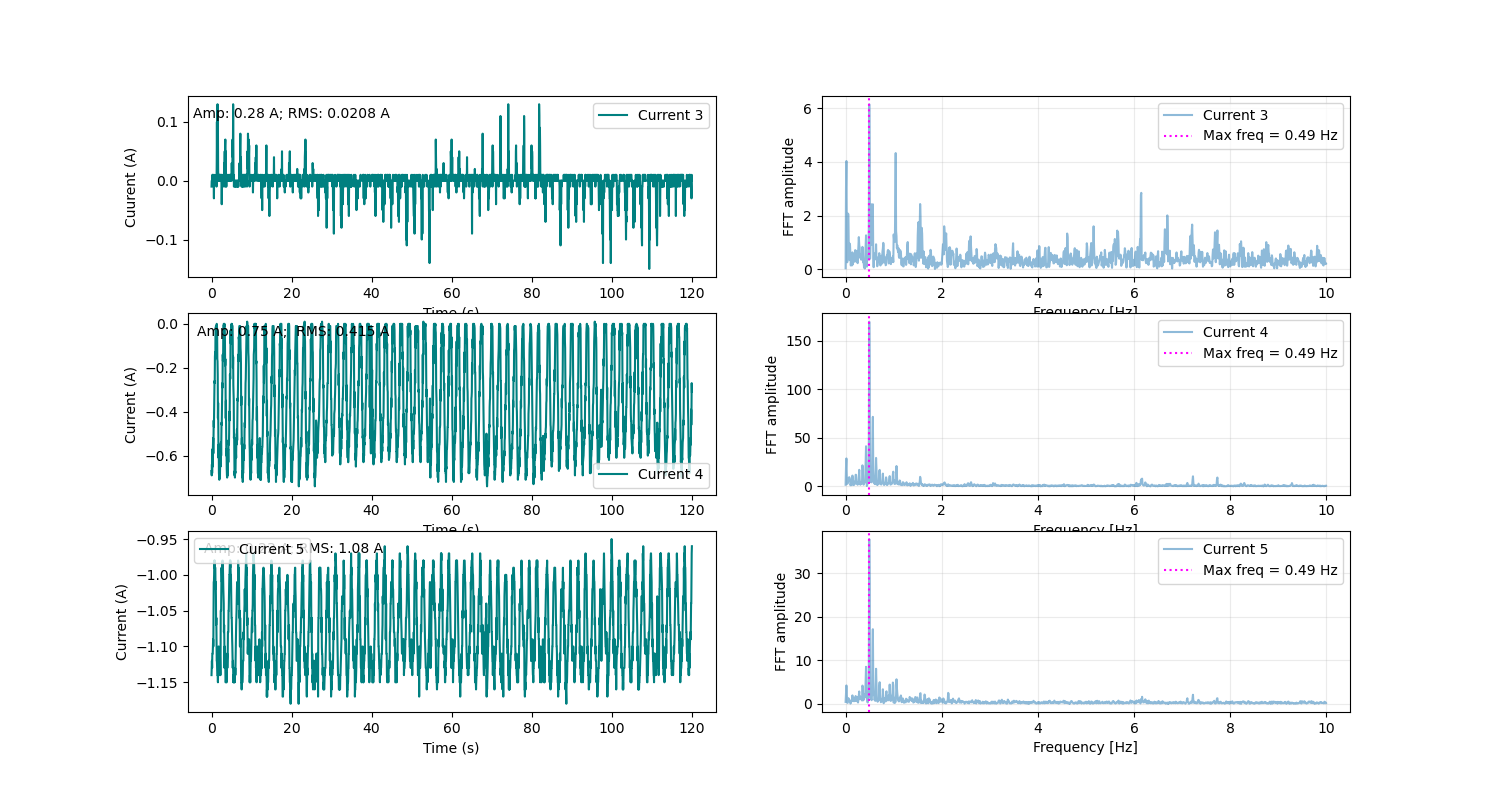 Amp: 0.28 A; RMS: 0.0208 A
Current 3
Cuurent (A)
0.1
0.0
−0.1
0 20 40 60 80 100 120
Time (s)
Current 3
Max freq = 0.49 Hz
FFT amplitude
6
4
2
0
0 2 4 6 8 10
Frequency [Hz]
Amp: 0.75 A; RMS: 0.415 A
Current 4
Current (A)
0.0
−0.2
−0.4
−0.6
0 20 40 60 80 100 120
Time (s)
Current 4
Max freq = 0.49 Hz
FFT amplitude
150
100
50
0
0 2 4 6 8 10
Frequency [Hz]
Amp: A; RMS: 1.08 A
Current 5
Current (A)
−0.95
−1.00
−1.05
−1.10
−1.15
0 20 40 60 80 100 120
Time (s)
Current 5
Max freq = 0.49 Hz
FFT amplitude
30
20
10
0
0 2 4 6 8 10
Frequency [Hz]